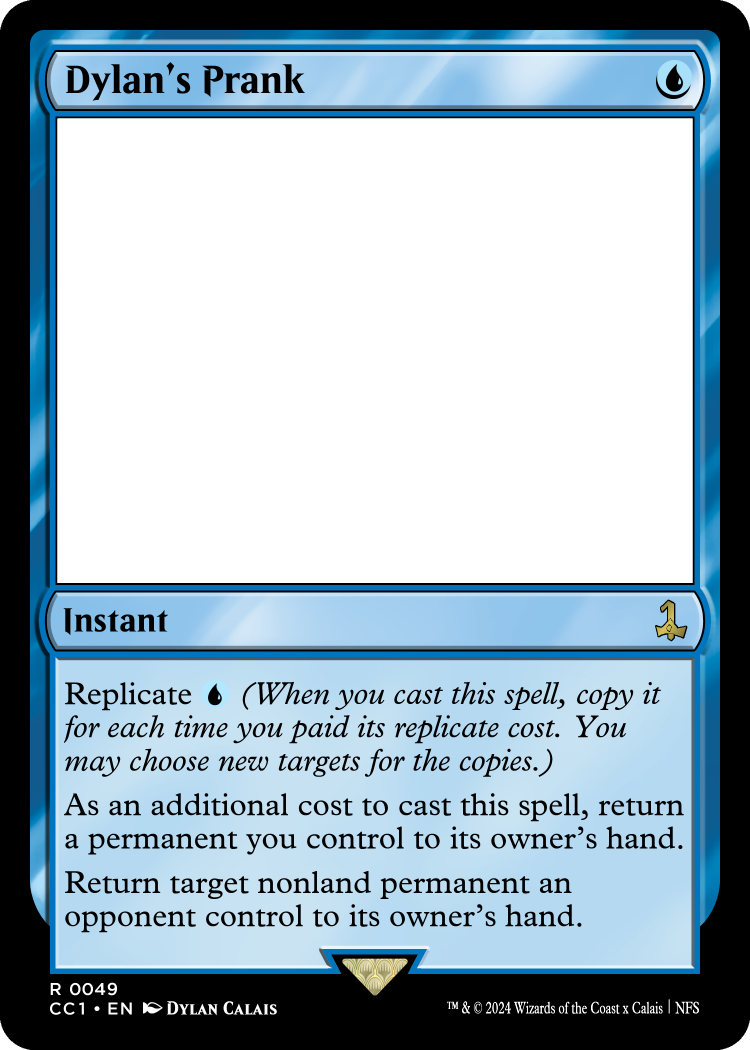 Dylan's Prank
Instant
1
Replicate (When you cast this spell, copy it
for each time you paid its replicate cost. You
may choose new targets for the copies.)
As an additional cost to cast this spell, return
a permanent you control to its owner's hand.
Return target nonland permanent an
opponent control to its owner's hand.
R 0049
CC1 • EN DYLAN CALAIS
™ & © 2024 Wizards of the Coast x Calais | NFS